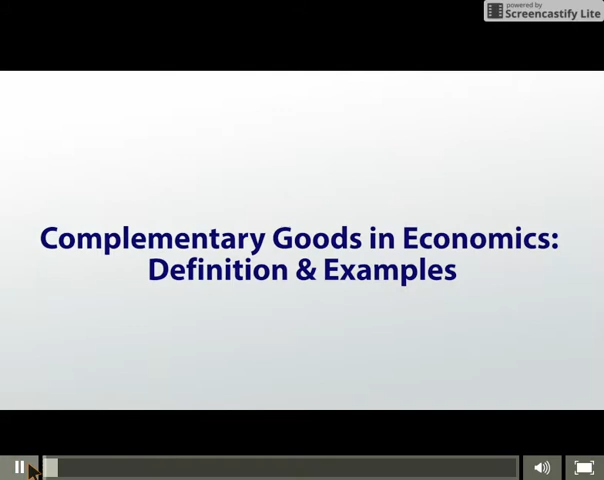 powered by
Screencastify Lite
Complementary Goods in Economics:
Definition & Examples